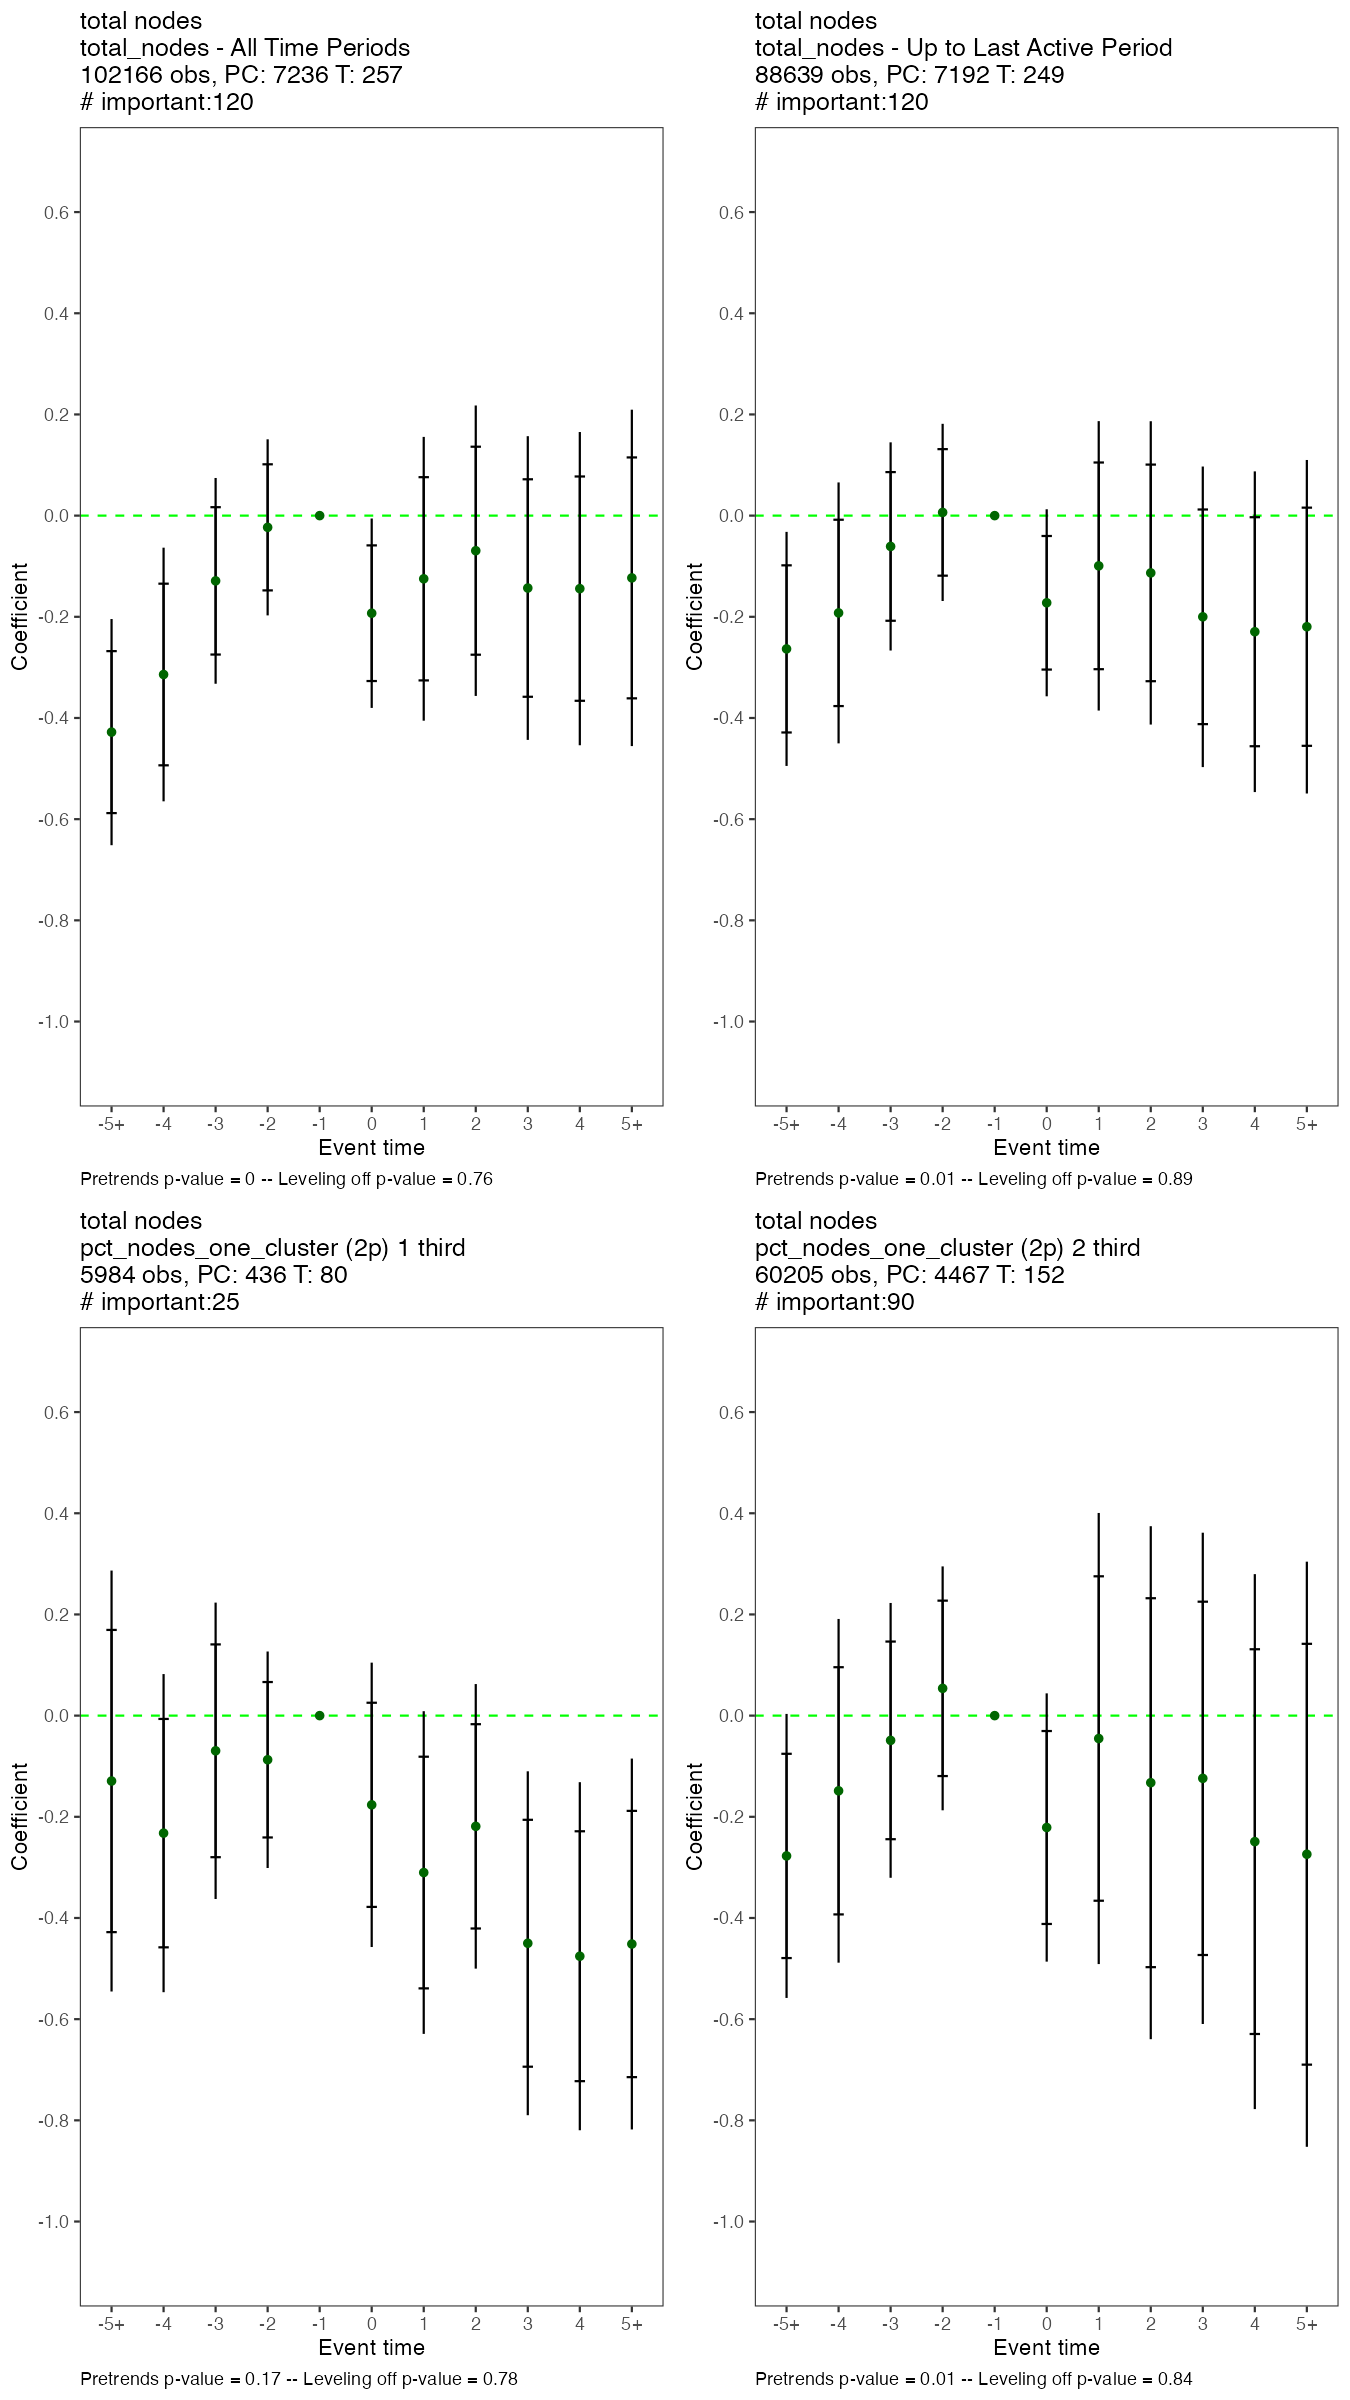 total nodes
total_nodes - All Time Periods
102166 obs, PC: 7236 T: 257
# important:120
0.6
0.4
0.2
0.0
-0.2
-0.4
-0.6
-0.8
-1.0
Coefficient
-5+ -4 -3 -2 -1 0 1 2 3 4 5+
Event time
Pretrends p-value = 0 -- Leveling off p-value = 0.76
total nodes
total_nodes - Up to Last Active Period
88639 obs, PC: 7192 T: 249
# important:120
0.6
0.4
0.2
0.0
-0.2
-0.4
-0.6
-0.8
-1.0
Coefficient
-5+ -4 -3 -2 -1 0 1 2 3 4 5+
Event time
Pretrends p-value = 0.01 -- Leveling off p-value = 0.89
total nodes
pct_nodes_one_cluster (2p) 1 third
5984 obs, PC: 436 T: 80
# important:25
0.6
0.4
0.2
0.0
-0.2
-0.4
-0.6
-0.8
-1.0
Coefficient
-5+ -4 -3 -2 -1 0 1 2 3 4 5+
Event time
Pretrends p-value = 0.17 -- Leveling off p-value = 0.78
total nodes
pct_nodes_one_cluster (2p) 2 third
60205 obs, PC: 4467 T: 152
# important:90
0.6
0.4
0.2
0.0
-0.2
-0.4
-0.6
-0.8
-1.0
Coefficient
-5+ -4 -3 -2 -1 0 1 2 3 4 5+
Event time
Pretrends p-value = 0.01 -- Leveling off p-value = 0.84